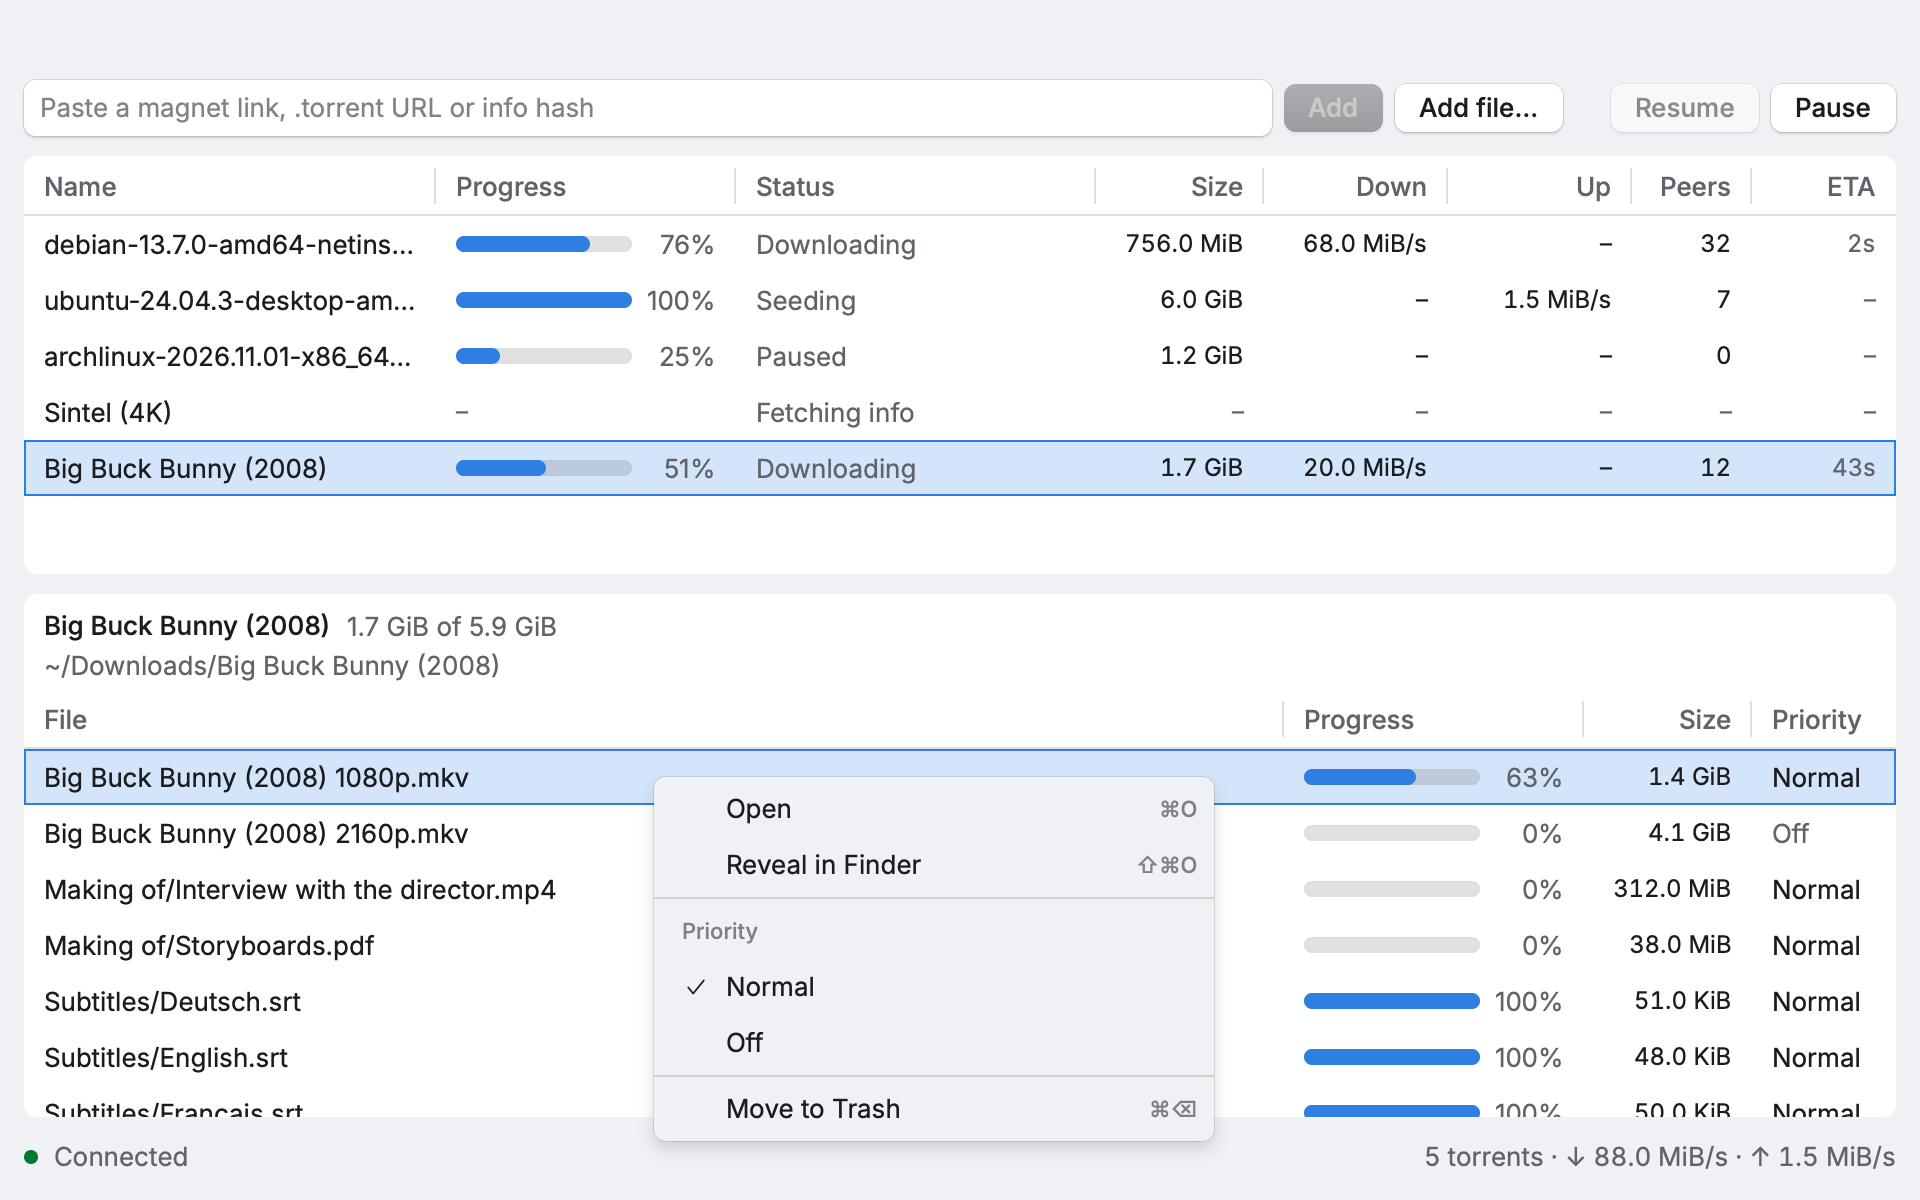 Paste a magnet link, .torrent URL or info hash Add Add file... Resume Pause
Name Progress Status Size Down Up Peers ETA
debian-13.7.0-amd64-netins... 76% Downloading 756.0 MiB 68.0 MiB/s – 32 2s
ubuntu-24.04.3-desktop-am... 100% Seeding 6.0 GiB – 1.5 MiB/s 7 –
archlinux-2026.11.01-x86_64... 25% Paused 1.2 GiB – – 0 –
Sintel (4K) – Fetching info – – – – –
Big Buck Bunny (2008) 51% Downloading 1.7 GiB 20.0 MiB/s – 12 43s
Big Buck Bunny (2008) 1.7 GiB of 5.9 GiB
~/Downloads/Big Buck Bunny (2008)
File Progress Size Priority
Big Buck Bunny (2008) 1080p.mkv 63% 1.4 GiB Normal
Big Buck Bunny (2008) 2160p.mkv 0% 4.1 GiB Off
Making of/Interview with the director.mp4 0% 312.0 MiB Normal
Making of/Storyboards.pdf 0% 38.0 MiB Normal
Subtitles/Deutsch.srt 100% 51.0 KiB Normal
Subtitles/English.srt 100% 48.0 KiB Normal
Subtitles/Français.srt 100% 50.0 KiB Normal
Open ⌘O
Reveal in Finder ⇧⌘O
Priority
✓ Normal
Off
Move to Trash ⌘⌫
Connected 5 torrents · ↓ 88.0 MiB/s · ↑ 1.5 MiB/s